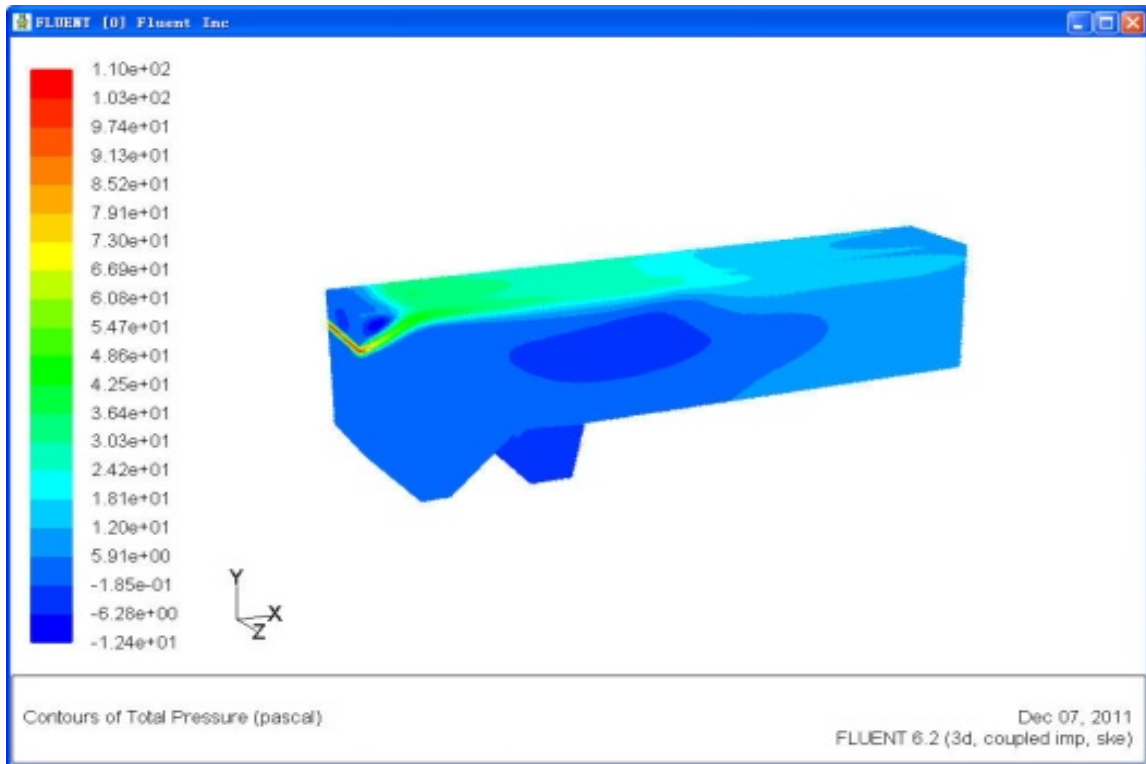 FLUENT [0] Fluent Inc
1.10e+02
1.03e+02
9.74e+01
9.13e+01
8.52e+01
7.91e+01
7.30e+01
6.69e+01
6.08e+01
5.47e+01
4.86e+01
4.25e+01
3.64e+01
3.03e+01
2.42e+01
1.81e+01
1.20e+01
5.91e+00
-1.85e-01
-6.28e+00
-1.24e+01
Y
X
Z
Contours of Total Pressure (pascal)
Dec 07, 2011
FLUENT 6.2 (3d, coupled imp, ske)